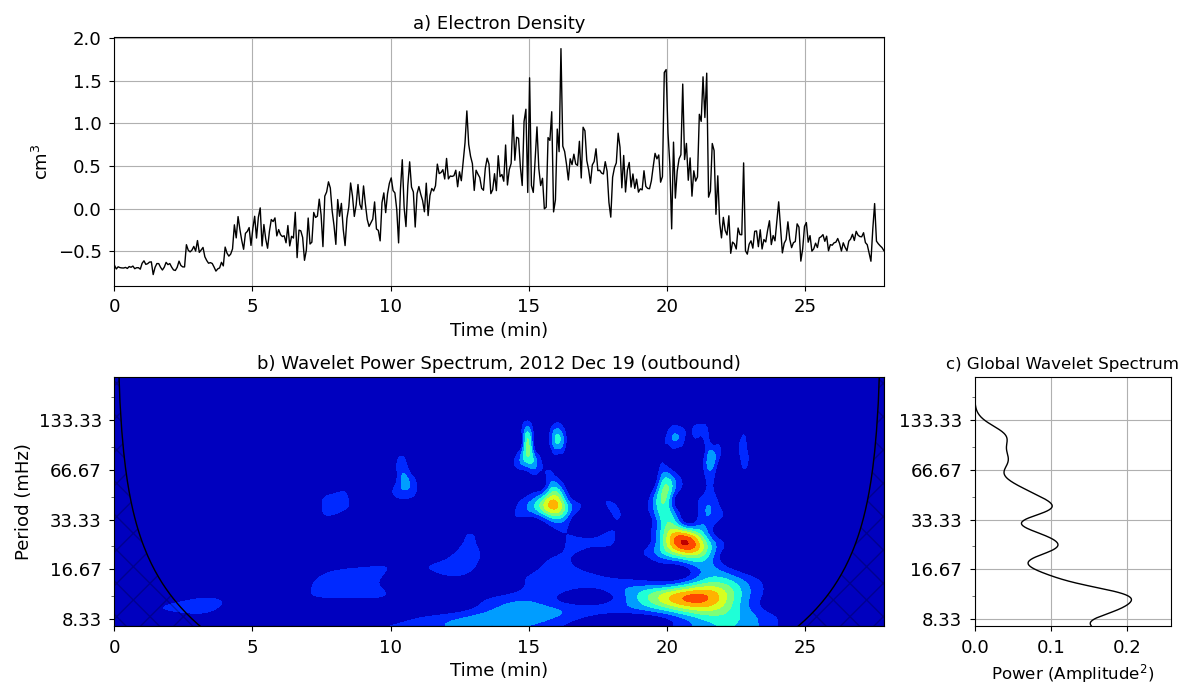 a) Electron Density
2.0
1.5
1.0
0.5
0.0
−0.5
cm³
0 5 10 15 20 25
Time (min)
b) Wavelet Power Spectrum, 2012 Dec 19 (outbound)
133.33
66.67
33.33
16.67
8.33
Period (mHz)
0 5 10 15 20 25
Time (min)
c) Global Wavelet Spectrum
133.33
66.67
33.33
16.67
8.33
0.0 0.1 0.2
Power (Amplitude²)